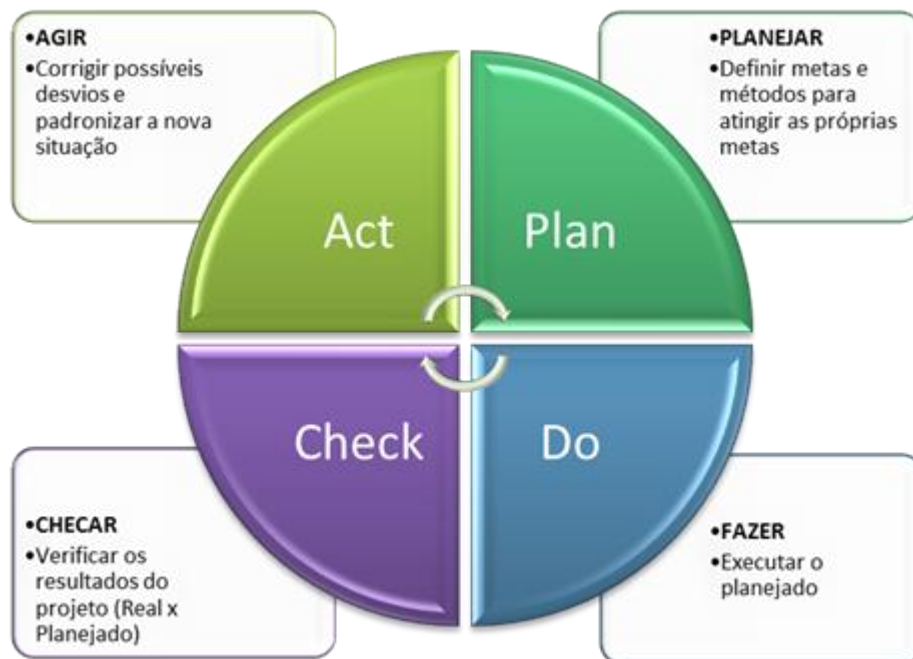 •AGIR
•Corrigir possíveis
desvios e
padronizar a nova
situação
•PLANEJAR
•Definir metas e
métodos para
atingir as próprias
metas
Act
Plan
Check
Do
•CHECAR
•Verificar os
resultados do
projeto (Real x
Planejado)
•FAZER
•Executar o
planejado